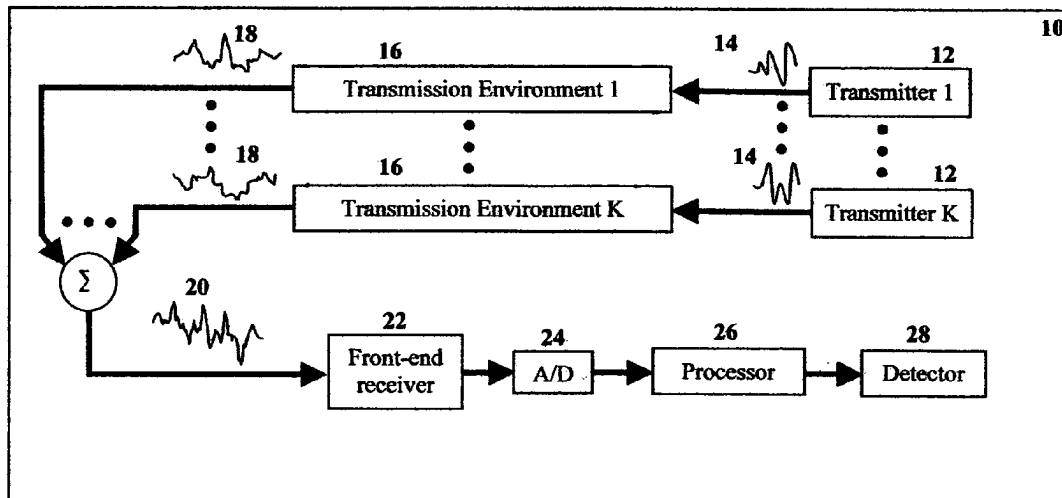 10
18 16 14 12
Transmission Environment 1 Transmitter 1
18 16 14 12
Transmission Environment K Transmitter K
Σ
20
22 24 26 28
Front-end
receiver
A/D Processor Detector